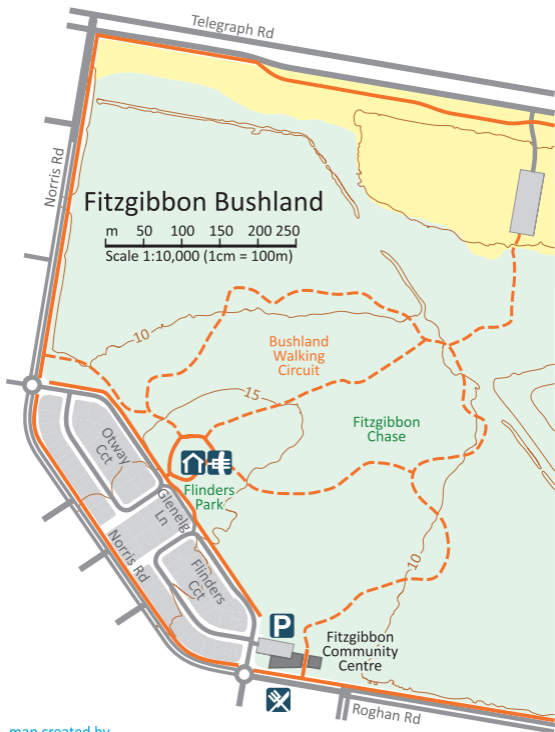 Telegraph Rd
Norris Rd
Fitzgibbon Bushland
m 50 100 150 200 250
Scale 1:10,000 (1cm = 100m)
10
Bushland
Walking
Circuit
15
Fitzgibbon
Chase
Otway
Cct
Flinders
Park
Glenelg
Ln
Norris Rd
Flinders
Cct
10
P
Fitzgibbon
Community
Centre
Roghan Rd
map created by